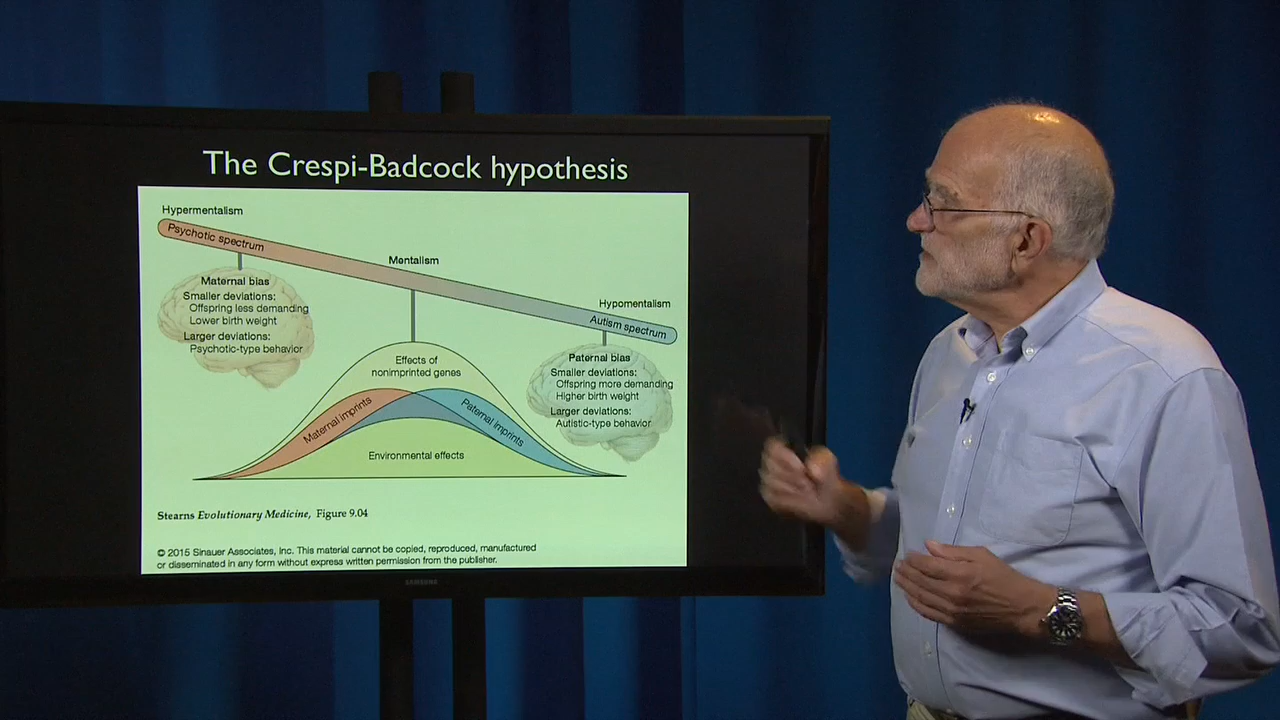 The Crespi-Badcock hypothesis
Hypermentalism
Psychotic spectrum
Mentalism
Hypomentalism
Autism spectrum
Maternal bias
Smaller deviations:
Offspring less demanding
Lower birth weight
Larger deviations:
Psychotic-type behavior
Paternal bias
Smaller deviations:
Offspring more demanding
Higher birth weight
Larger deviations:
Autistic-type behavior
Effects of
nonimprinted genes
Maternal imprints
Paternal imprints
Environmental effects
Stearns Evolutionary Medicine, Figure 9.04
© 2015 Sinauer Associates, Inc. This material cannot be copied, reproduced, manufactured
or disseminated in any form without express written permission from the publisher.
SAMSUNG